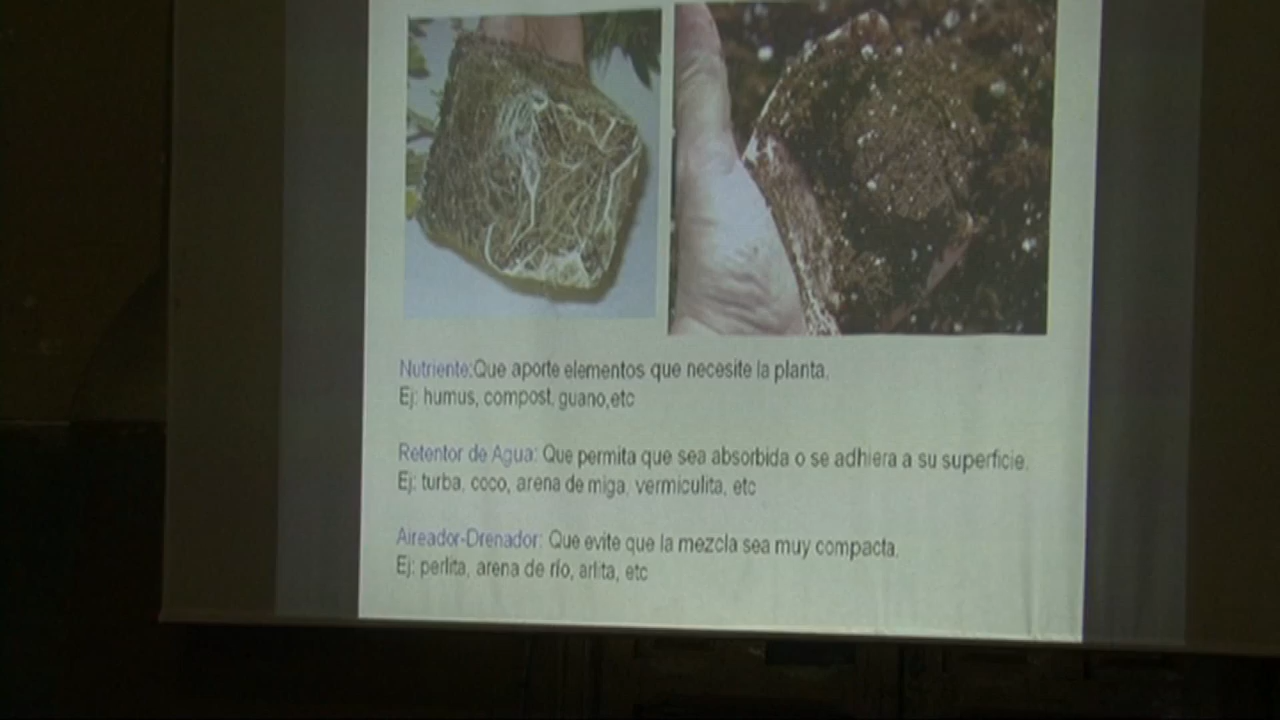 Nutriente:Que aporte elementos que necesite la planta.
Ej: humus, compost, guano,etc
Retentor de Agua: Que permita que sea absorbida o se adhiera a su superficie.
Ej: turba, coco, arena de miga, vermiculita, etc
Aireador-Drenador: Que evite que la mezcla sea muy compacta.
Ej: perlita, arena de río, arlita, etc